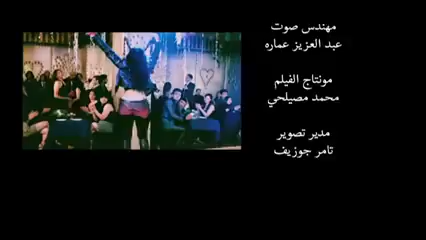 مهندس صوت
عبد العزيز عماره
مونتاج الفيلم
محمد مصيلحي
مدير تصوير
تامر جوزيف